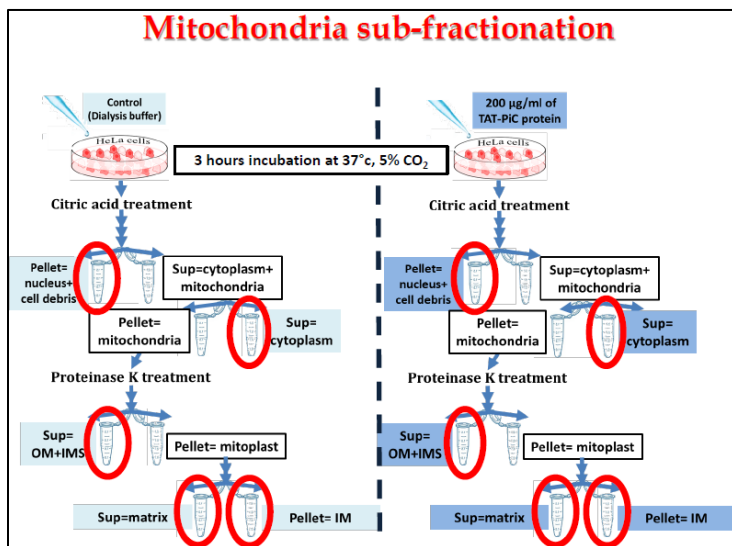 Mitochondria sub-fractionation
Control
(Dialysis buffer)
HeLa cells
3 hours incubation at 37°c, 5% CO₂
Citric acid treatment
Pellet=
nucleus+
cell debris
Sup=cytoplasm+
mitochondria
Pellet=
mitochondria
Sup=
cytoplasm
Proteinase K treatment
Sup=
OM+IMS
Pellet= mitoplast
Sup=matrix
Pellet= IM
200 µg/ml of
TAT-PiC protein
HeLa cells
Citric acid treatment
Pellet=
nucleus+
cell debris
Sup=cytoplasm+
mitochondria
Pellet=
mitochondria
Sup=
cytoplasm
Proteinase K treatment
Sup=
OM+IMS
Pellet= mitoplast
Sup=matrix
Pellet= IM